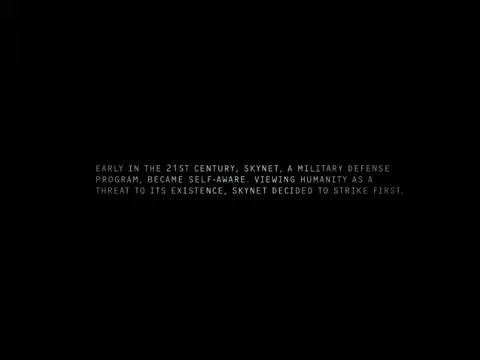 EARLY IN THE 21ST CENTURY, SKYNET, A MILITARY DEFENSE
PROGRAM, BECAME SELF-AWARE. VIEWING HUMANITY AS A
THREAT TO ITS EXISTENCE, SKYNET DECIDED TO STRIKE FIRST.